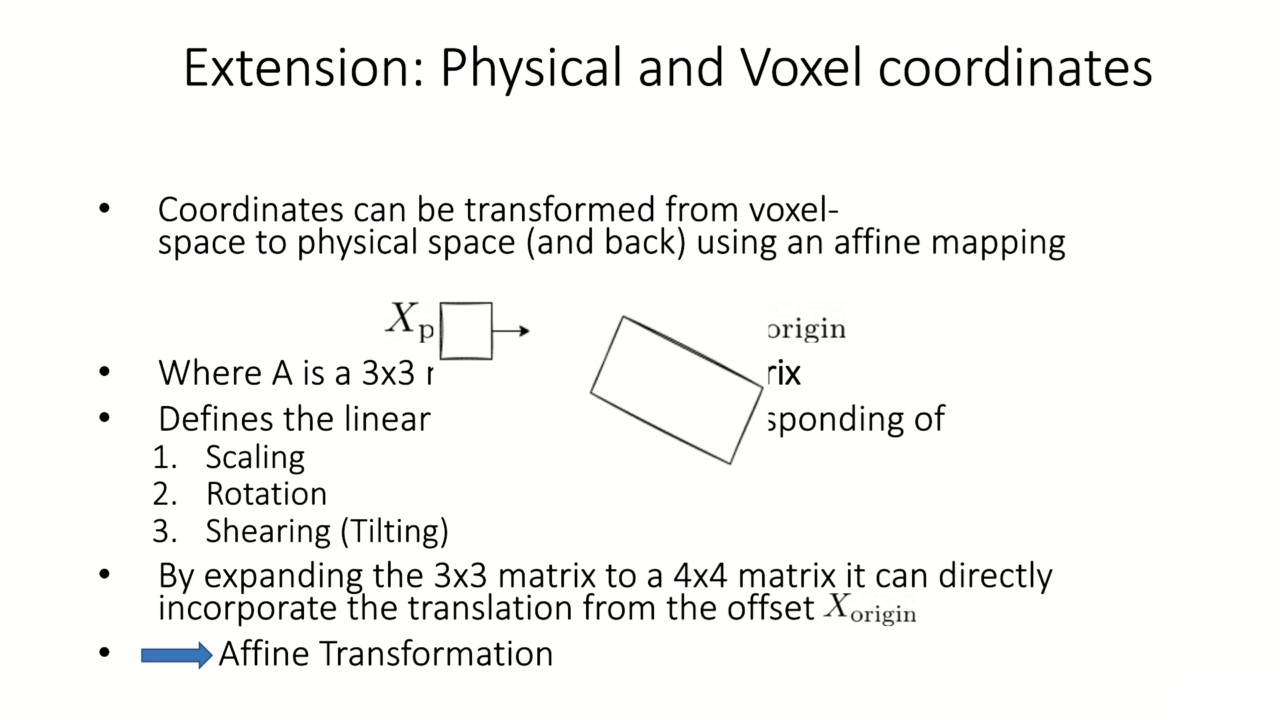 Extension: Physical and Voxel coordinates
• Coordinates can be transformed from voxel-
space to physical space (and back) using an affine mapping
X_p origin
• Where A is a 3x3 rix
• Defines the linear sponding of
1. Scaling
2. Rotation
3. Shearing (Tilting)
• By expanding the 3x3 matrix to a 4x4 matrix it can directly
incorporate the translation from the offset X_origin
• Affine Transformation